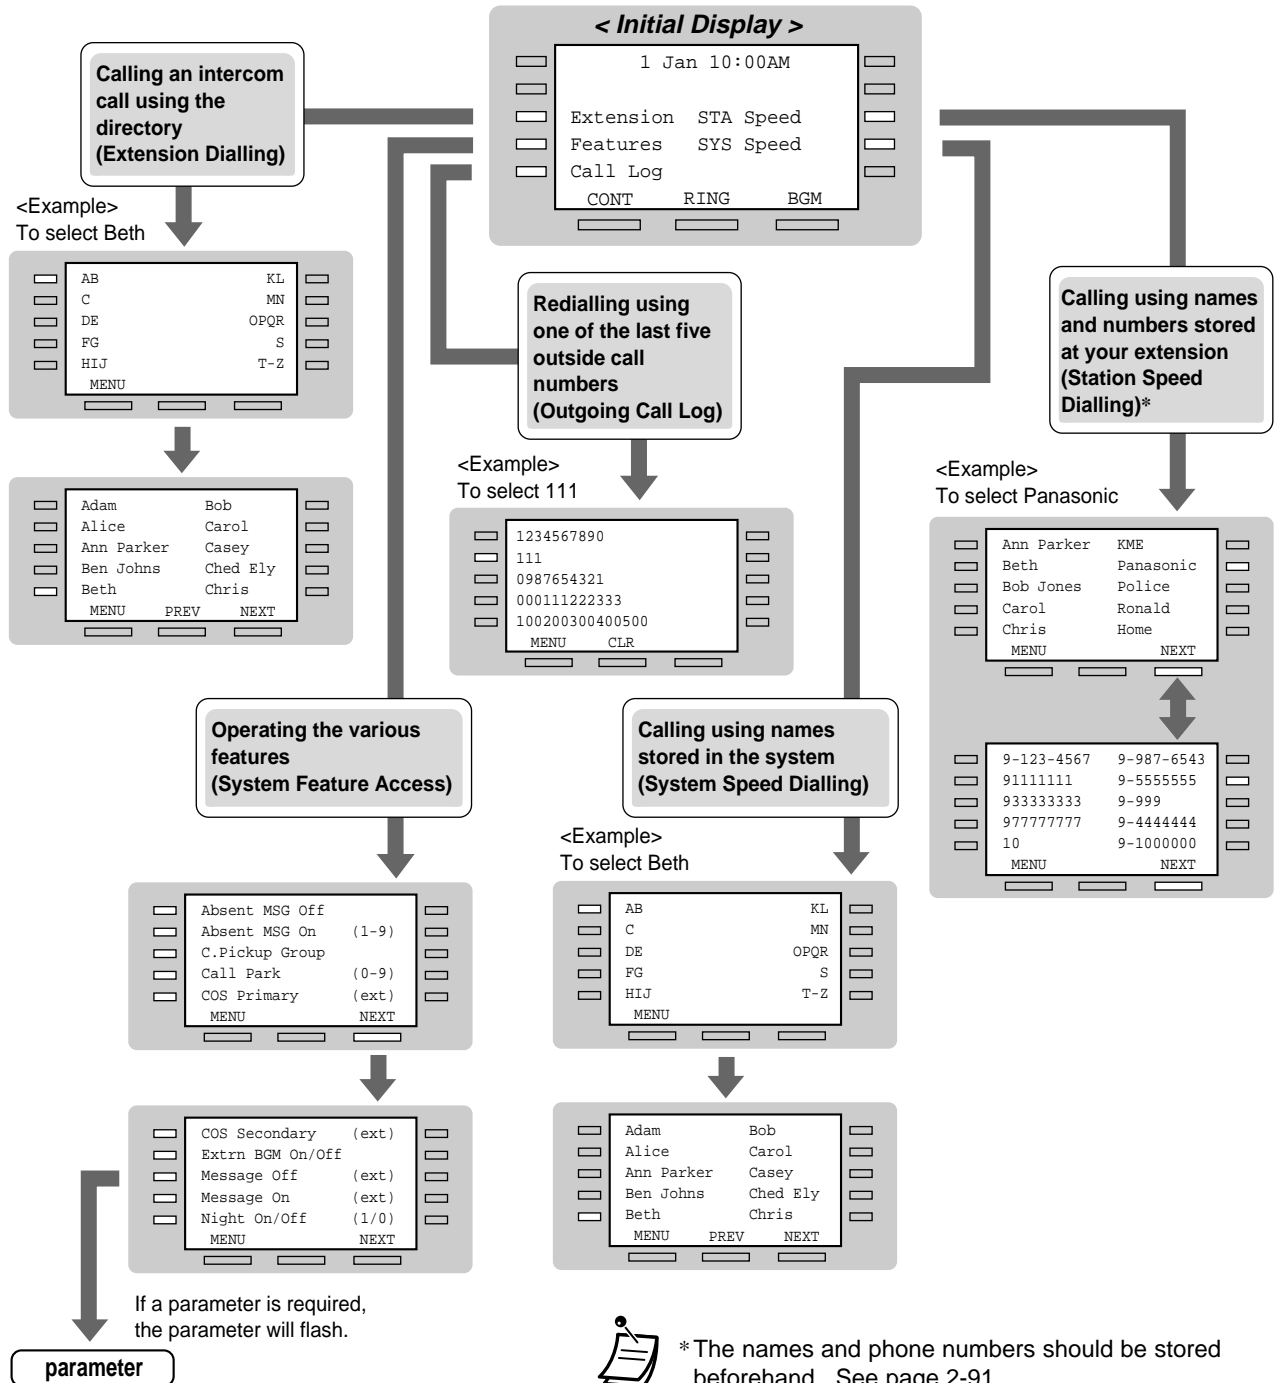 < Initial Display >
1 Jan 10:00AM
Extension STA Speed
Features SYS Speed
Call Log
CONT RING BGM
Calling an intercom
call using the
directory
(Extension Dialling)
<Example>
To select Beth
AB KL
C MN
DE OPQR
FG S
HIJ T-Z
MENU
Adam Bob
Alice Carol
Ann Parker Casey
Ben Johns Ched Ely
Beth Chris
MENU PREV NEXT
Redialling using
one of the last five
outside call
numbers
(Outgoing Call Log)
<Example>
To select 111
1234567890
111
0987654321
000111222333
100200300400500
MENU CLR
Calling using names
and numbers stored
at your extension
(Station Speed
Dialling)*
<Example>
To select Panasonic
Ann Parker KME
Beth Panasonic
Bob Jones Police
Carol Ronald
Chris Home
MENU NEXT
9-123-4567 9-987-6543
91111111 9-5555555
933333333 9-999
977777777 9-4444444
10 9-1000000
MENU NEXT
Operating the various
features
(System Feature Access)
Absent MSG Off
Absent MSG On (1-9)
C.Pickup Group
Call Park (0-9)
COS Primary (ext)
MENU NEXT
COS Secondary (ext)
Extrn BGM On/Off
Message Off (ext)
Message On (ext)
Night On/Off (1/0)
MENU NEXT
If a parameter is required,
the parameter will flash.
parameter
Calling using names
stored in the system
(System Speed Dialling)
<Example>
To select Beth
AB KL
C MN
DE OPQR
FG S
HIJ T-Z
MENU
Adam Bob
Alice Carol
Ann Parker Casey
Ben Johns Ched Ely
Beth Chris
MENU PREV NEXT
* The names and phone numbers should be stored
beforehand. See page 2-91